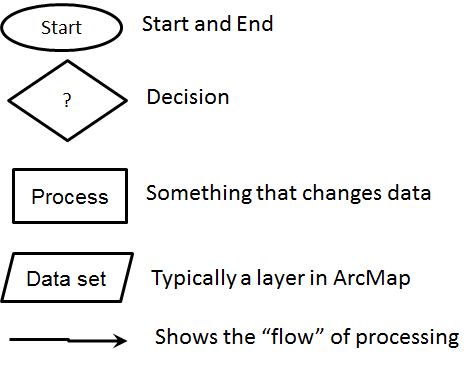 Start Start and End
? Decision
Process Something that changes data
Data set Typically a layer in ArcMap
Shows the “flow” of processing